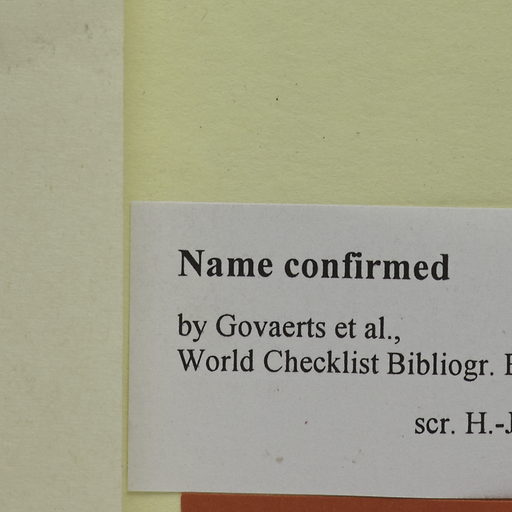 Name confirmed
by Govaerts et al.,
World Checklist Bibliogr.
scr. H.-J